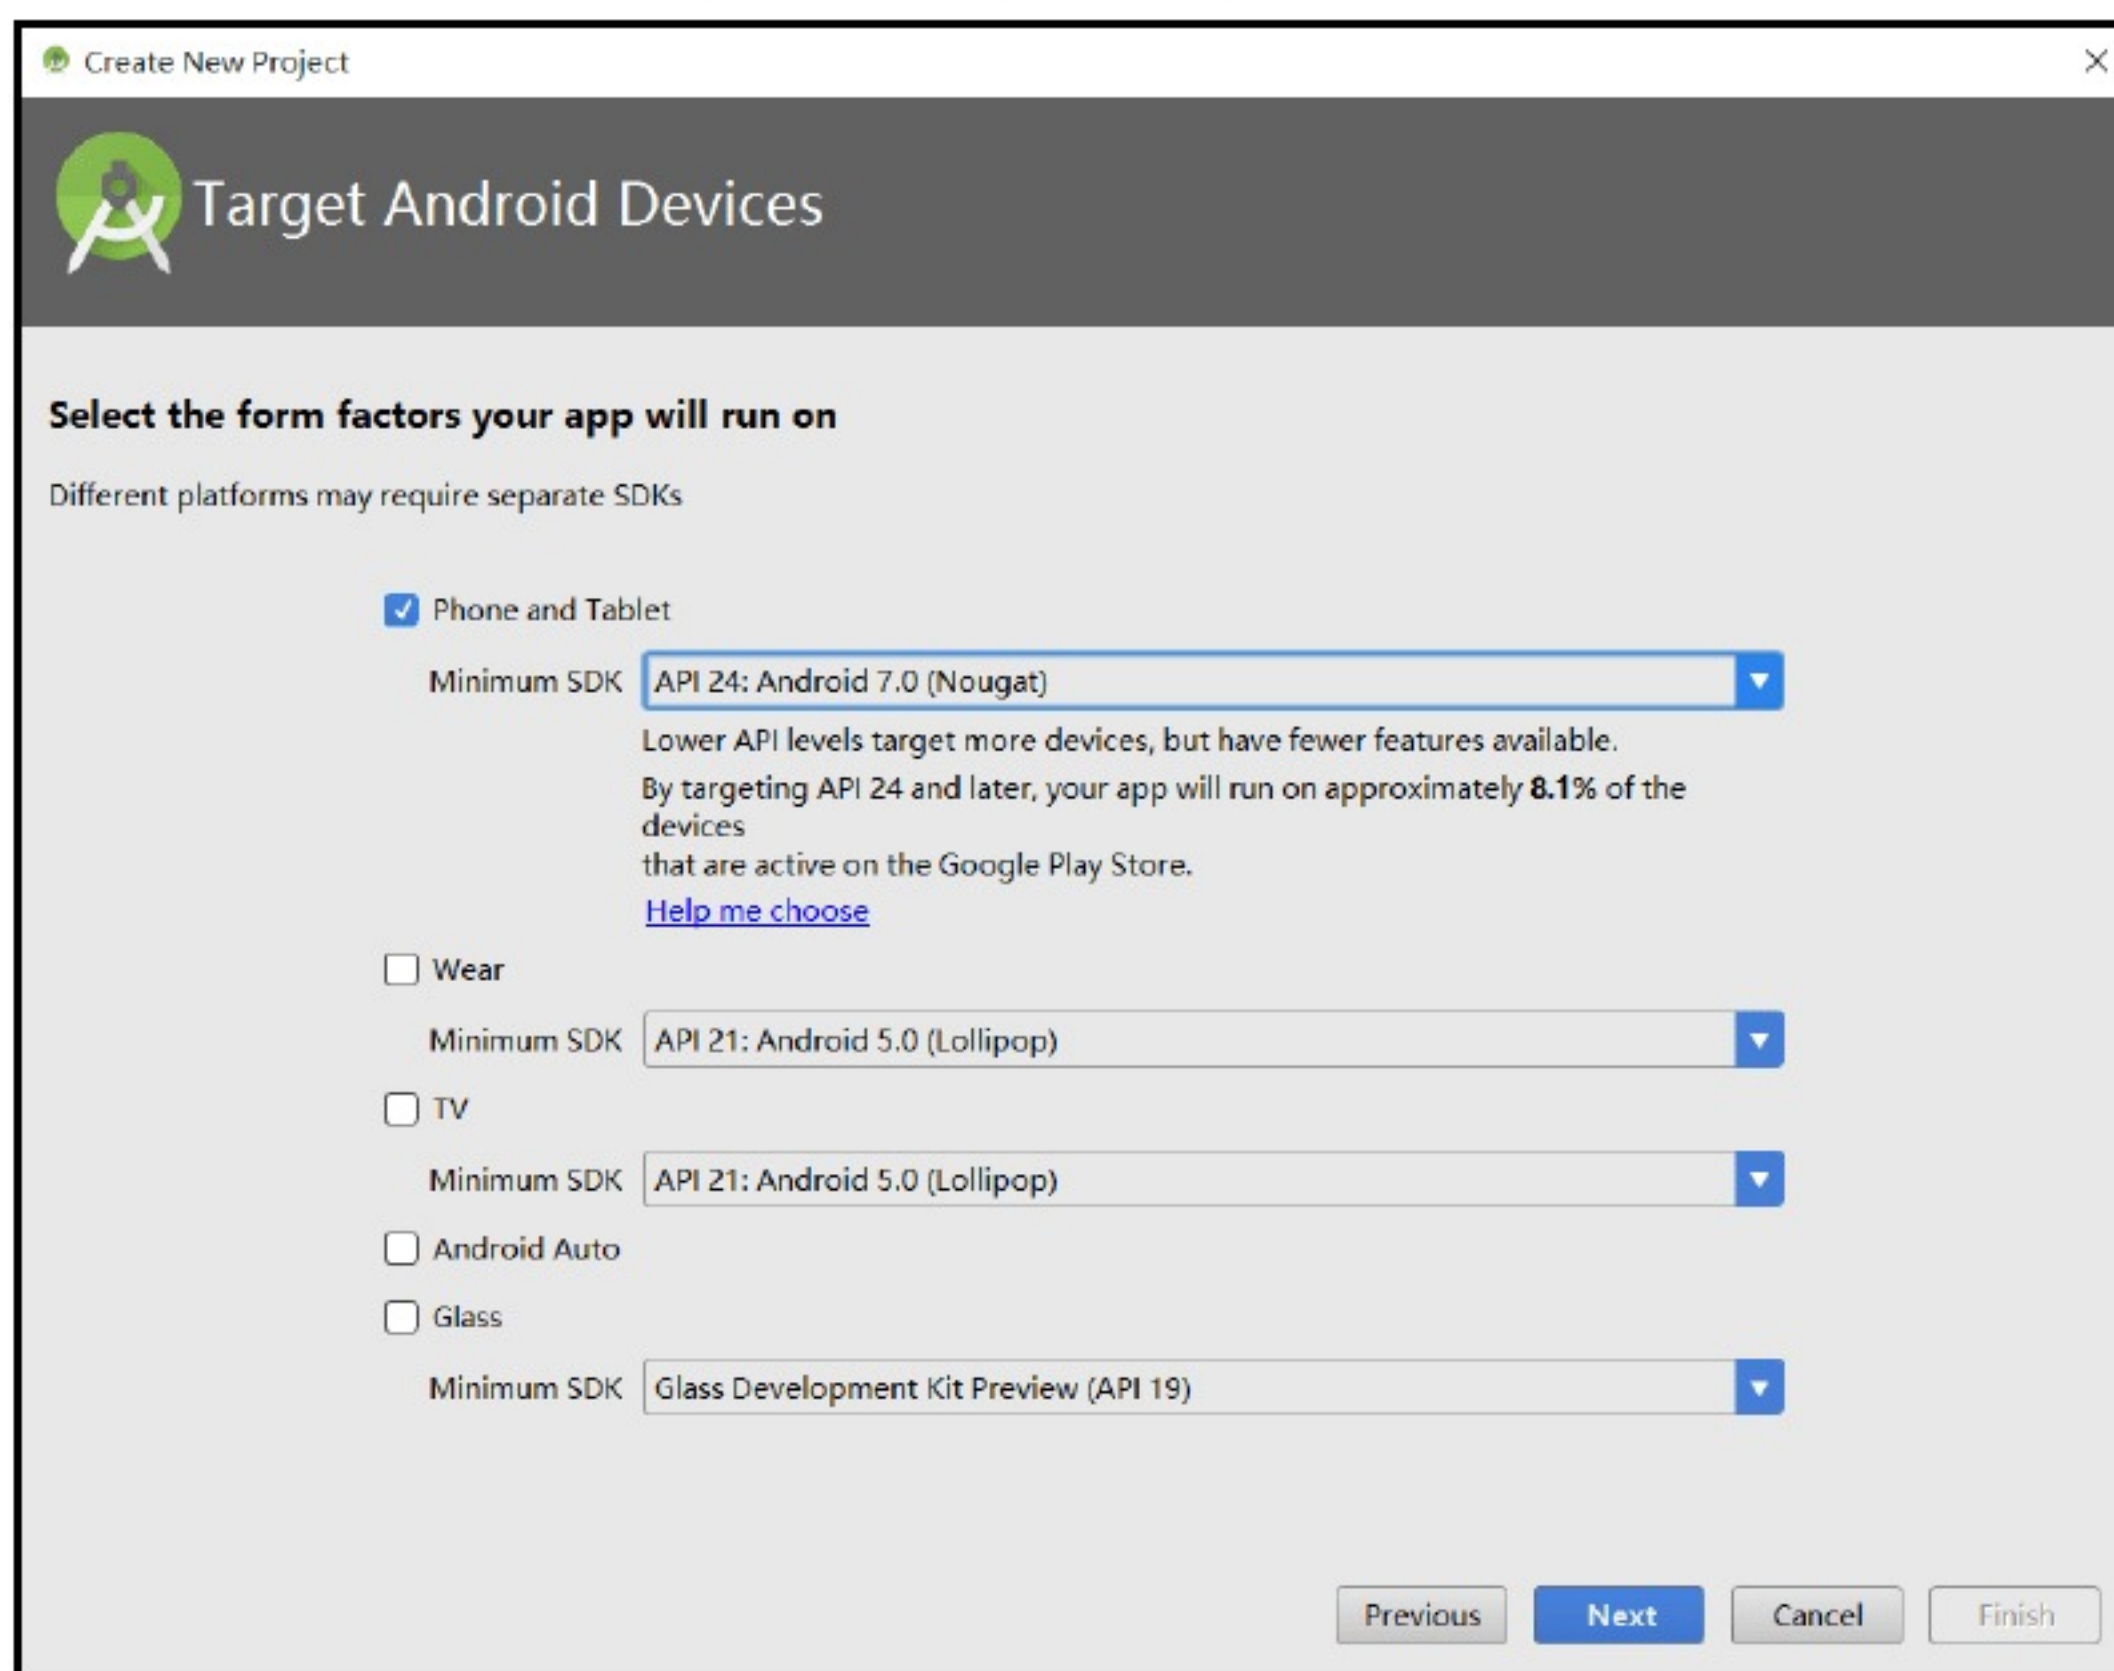 Create New Project
Target Android Devices
Select the form factors your app will run on
Different platforms may require separate SDKs
Phone and Tablet
Minimum SDK API 24: Android 7.0 (Nougat)
Lower API levels target more devices, but have fewer features available.
By targeting API 24 and later, your app will run on approximately 8.1% of the
devices
that are active on the Google Play Store.
Help me choose
Wear
Minimum SDK API 21: Android 5.0 (Lollipop)
TV
Minimum SDK API 21: Android 5.0 (Lollipop)
Android Auto
Glass
Minimum SDK Glass Development Kit Preview (API 19)
Previous Next Cancel Finish